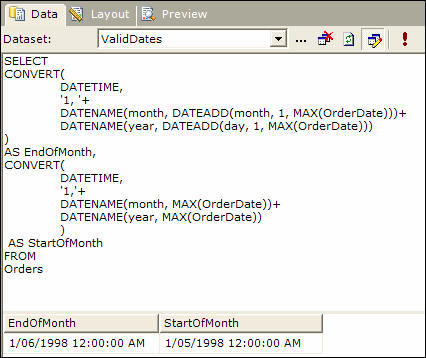 Data Layout Preview
Dataset: ValidDates ...
SELECT
CONVERT(
DATETIME,
'1, '+
DATENAME(month, DATEADD(month, 1, MAX(OrderDate)))+
DATENAME(year, DATEADD(day, 1, MAX(OrderDate)))
)
AS EndOfMonth,
CONVERT(
DATETIME,
'1,'+
DATENAME(month, MAX(OrderDate))+
DATENAME(year, MAX(OrderDate))
)
AS StartOfMonth
FROM
Orders
EndOfMonth StartOfMonth
1/06/1998 12:00:00 AM 1/05/1998 12:00:00 AM